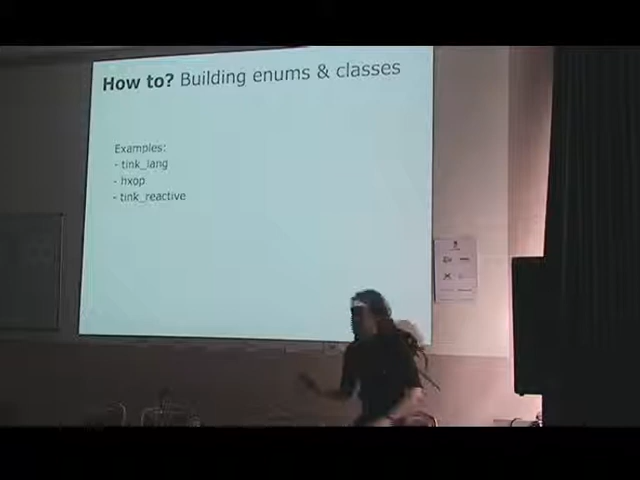 How to? Building enums & classes
Examples:
- tink_lang
- hxop
- tink_reactive